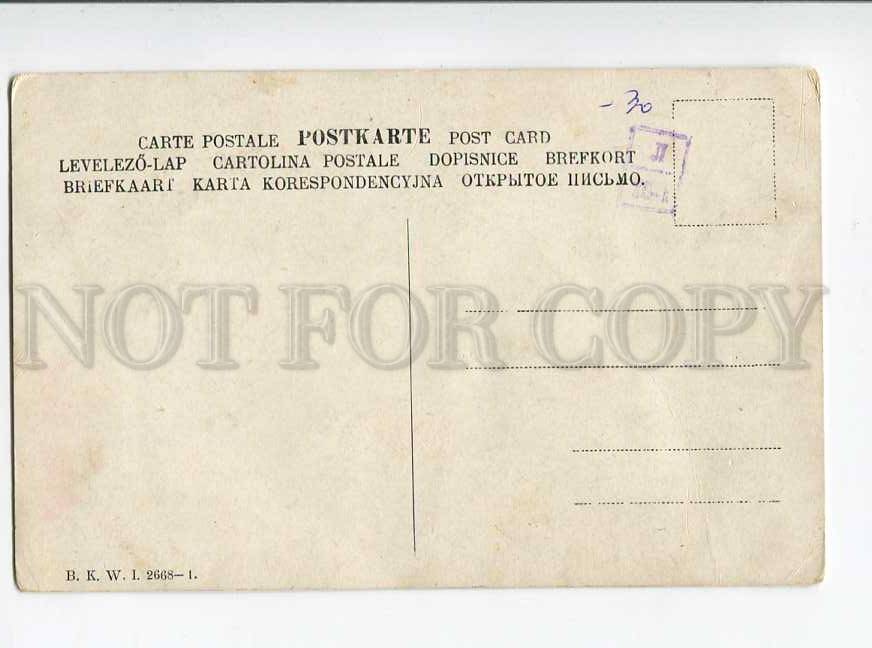 - 30
CARTE POSTALE POSTKARTE POST CARD
LEVELEZŐ-LAP CARTOLINA POSTALE DOPISNICE BREFKORT
BRIEFKAART KARTA KORESPONDENCYJNA ОТКРЫТОЕ ПИСЬМО.
NOT FOR COPY
B. K. W. I. 2668-1.